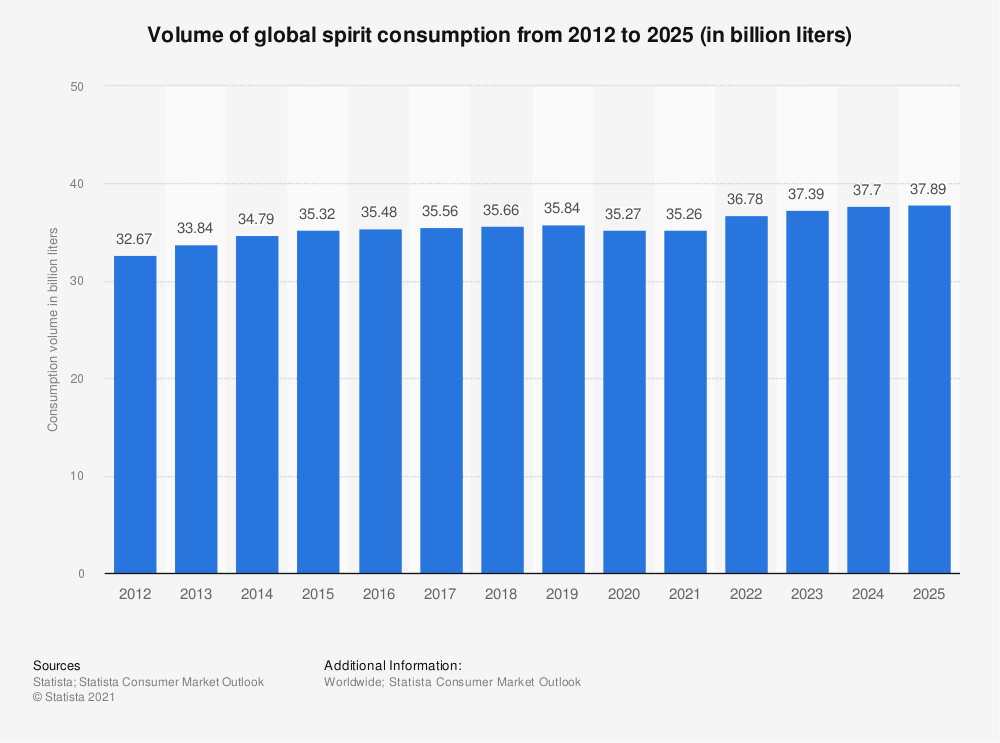 Volume of global spirit consumption from 2012 to 2025 (in billion liters)
Consumption volume in billion liters
50
40
30
20
10
0
32.67
33.84
34.79
35.32
35.48
35.56
35.66
35.84
35.27
35.26
36.78
37.39
37.7
37.89
2012 2013 2014 2015 2016 2017 2018 2019 2020 2021 2022 2023 2024 2025
Sources
Statista; Statista Consumer Market Outlook
© Statista 2021
Additional Information:
Worldwide; Statista Consumer Market Outlook